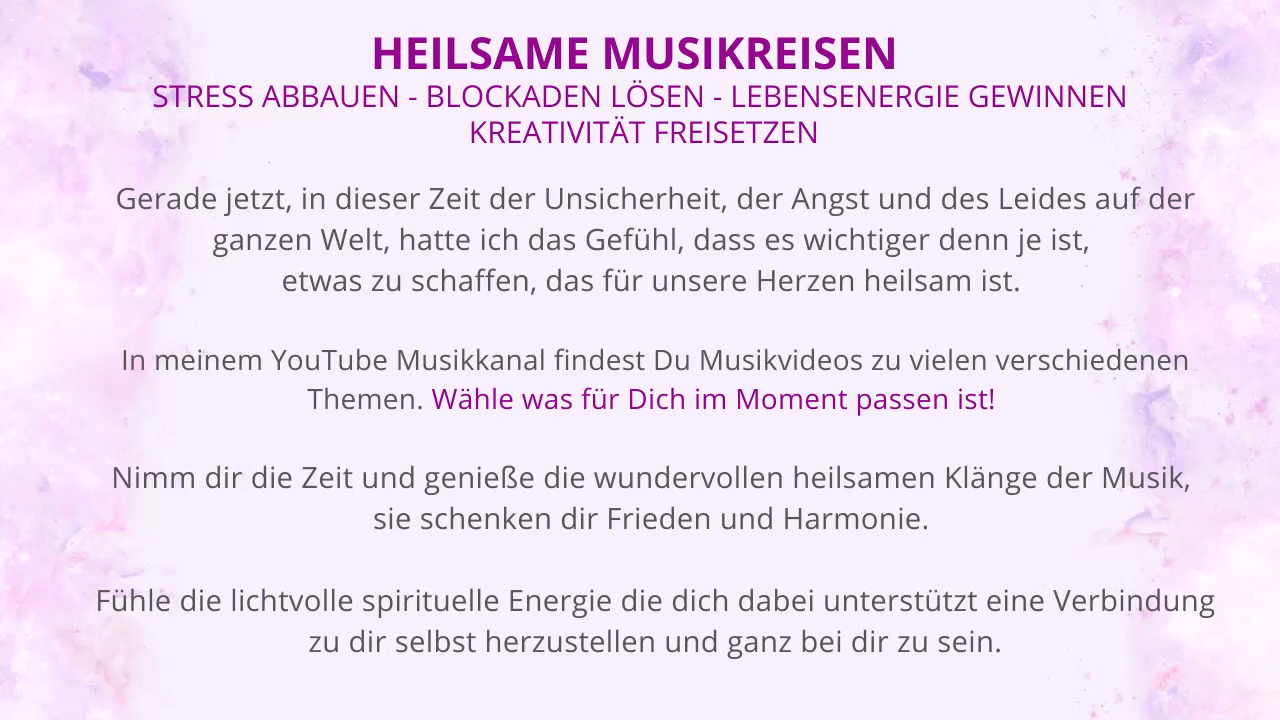 HEILSAME MUSIKREISEN
STRESS ABBAUEN - BLOCKADEN LÖSEN - LEBENSENERGIE GEWINNEN
KREATIVITÄT FREISETZEN
Gerade jetzt, in dieser Zeit der Unsicherheit, der Angst und des Leides auf der
ganzen Welt, hatte ich das Gefühl, dass es wichtiger denn je ist,
etwas zu schaffen, das für unsere Herzen heilsam ist.
In meinem YouTube Musikkanal findest Du Musikvideos zu vielen verschiedenen
Themen. Wähle was für Dich im Moment passen ist!
Nimm dir die Zeit und genieße die wundervollen heilsamen Klänge der Musik,
sie schenken dir Frieden und Harmonie.
Fühle die lichtvolle spirituelle Energie die dich dabei unterstützt eine Verbindung
zu dir selbst herzustellen und ganz bei dir zu sein.